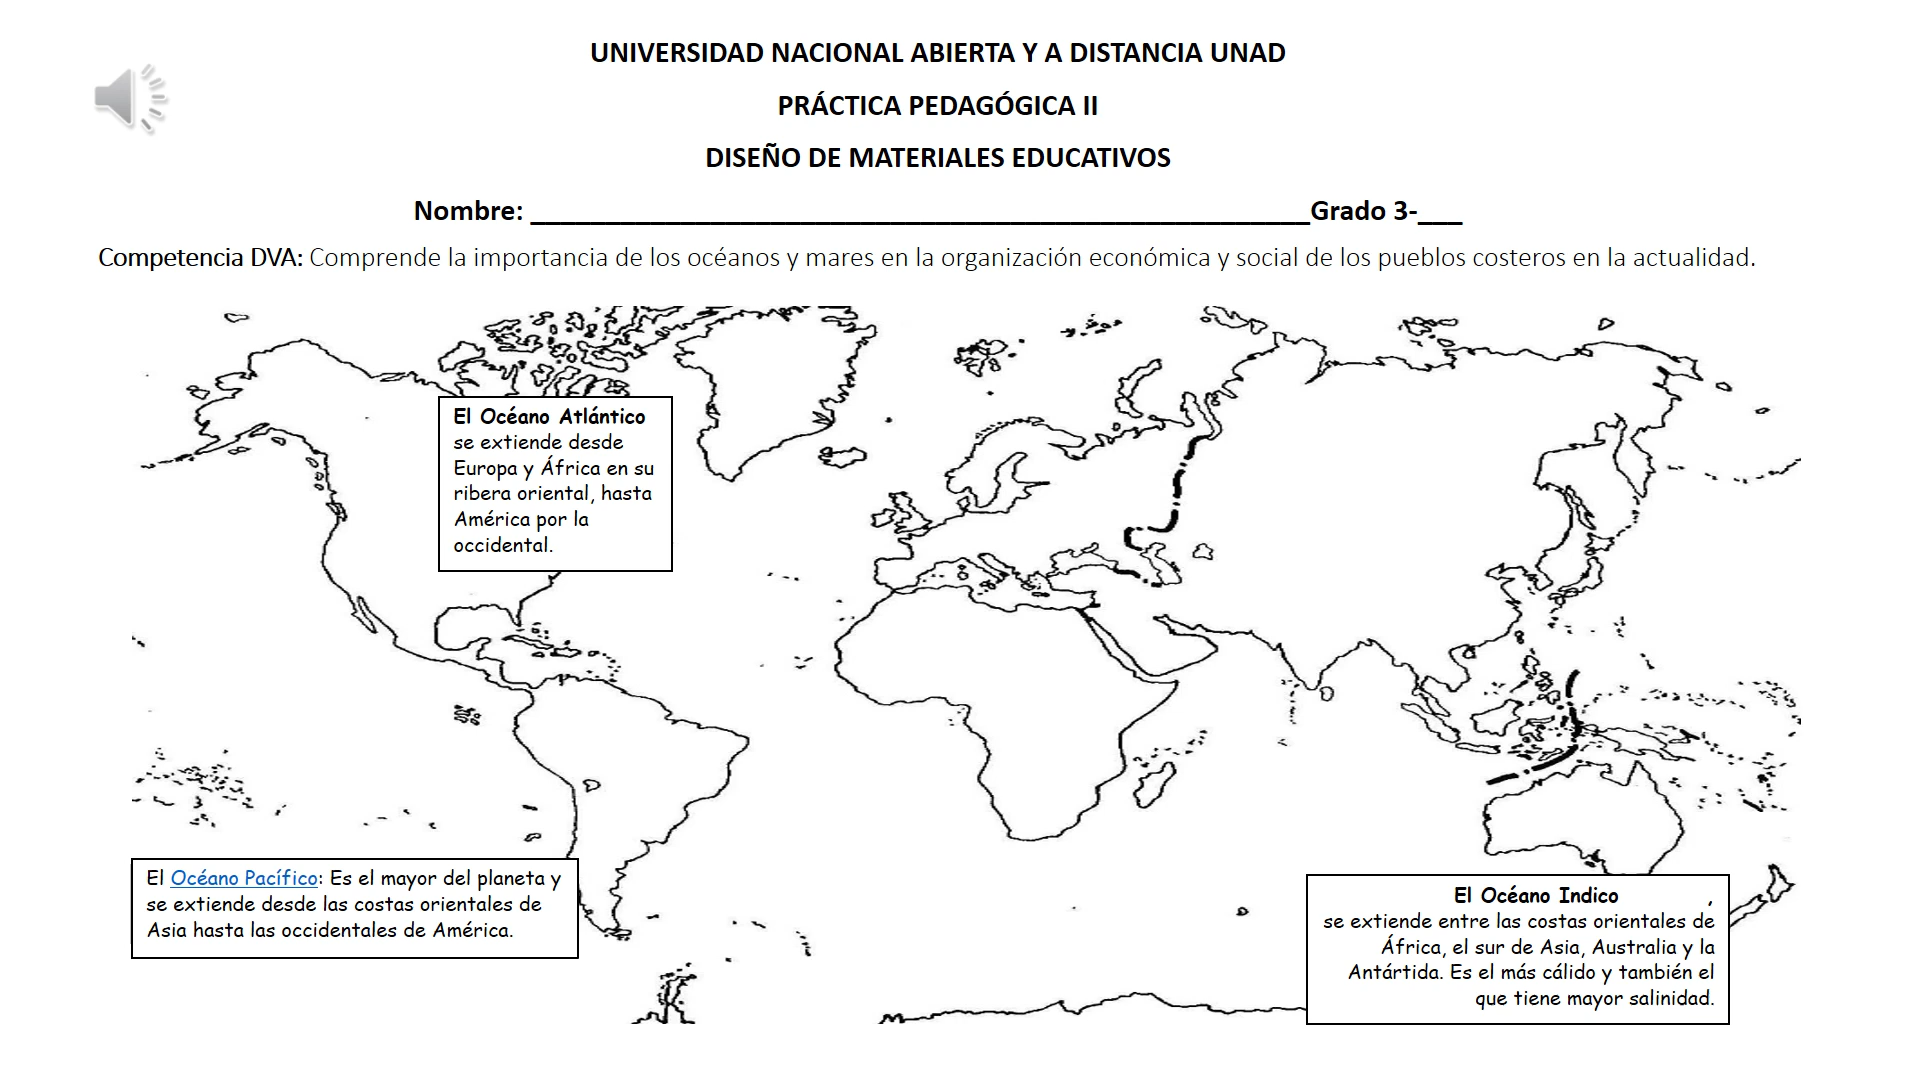 UNIVERSIDAD NACIONAL ABIERTA Y A DISTANCIA UNAD
PRÁCTICA PEDAGÓGICA II
DISEÑO DE MATERIALES EDUCATIVOS
Nombre: ______________________________________________________Grado 3-___
Competencia DVA: Comprende la importancia de los océanos y mares en la organización económica y social de los pueblos costeros en la actualidad.
El Océano Atlántico
se extiende desde
Europa y África en su
ribera oriental, hasta
América por la
occidental.
El Océano Pacífico: Es el mayor del planeta y
se extiende desde las costas orientales de
Asia hasta las occidentales de América.
El Océano Indico ,
se extiende entre las costas orientales de
África, el sur de Asia, Australia y la
Antártida. Es el más cálido y también el
que tiene mayor salinidad.